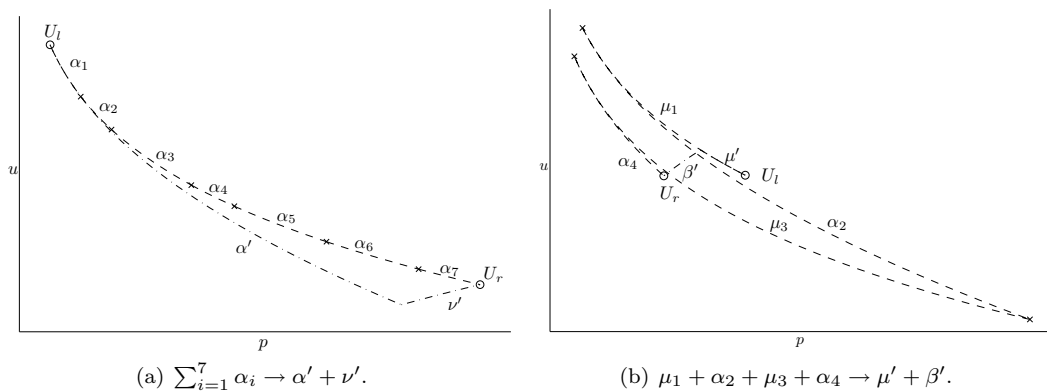 U_l
α_1
α_2
α_3
α_4
α_5
α_6
α_7
U_r
α′
ν′
u
p
(a) ∑_{i=1}^{7} α_i → α′ + ν′.
μ_1
μ′
U_l
α_4
β′
U_r
α_2
μ_3
u
p
(b) μ_1 + α_2 + μ_3 + α_4 → μ′ + β′.